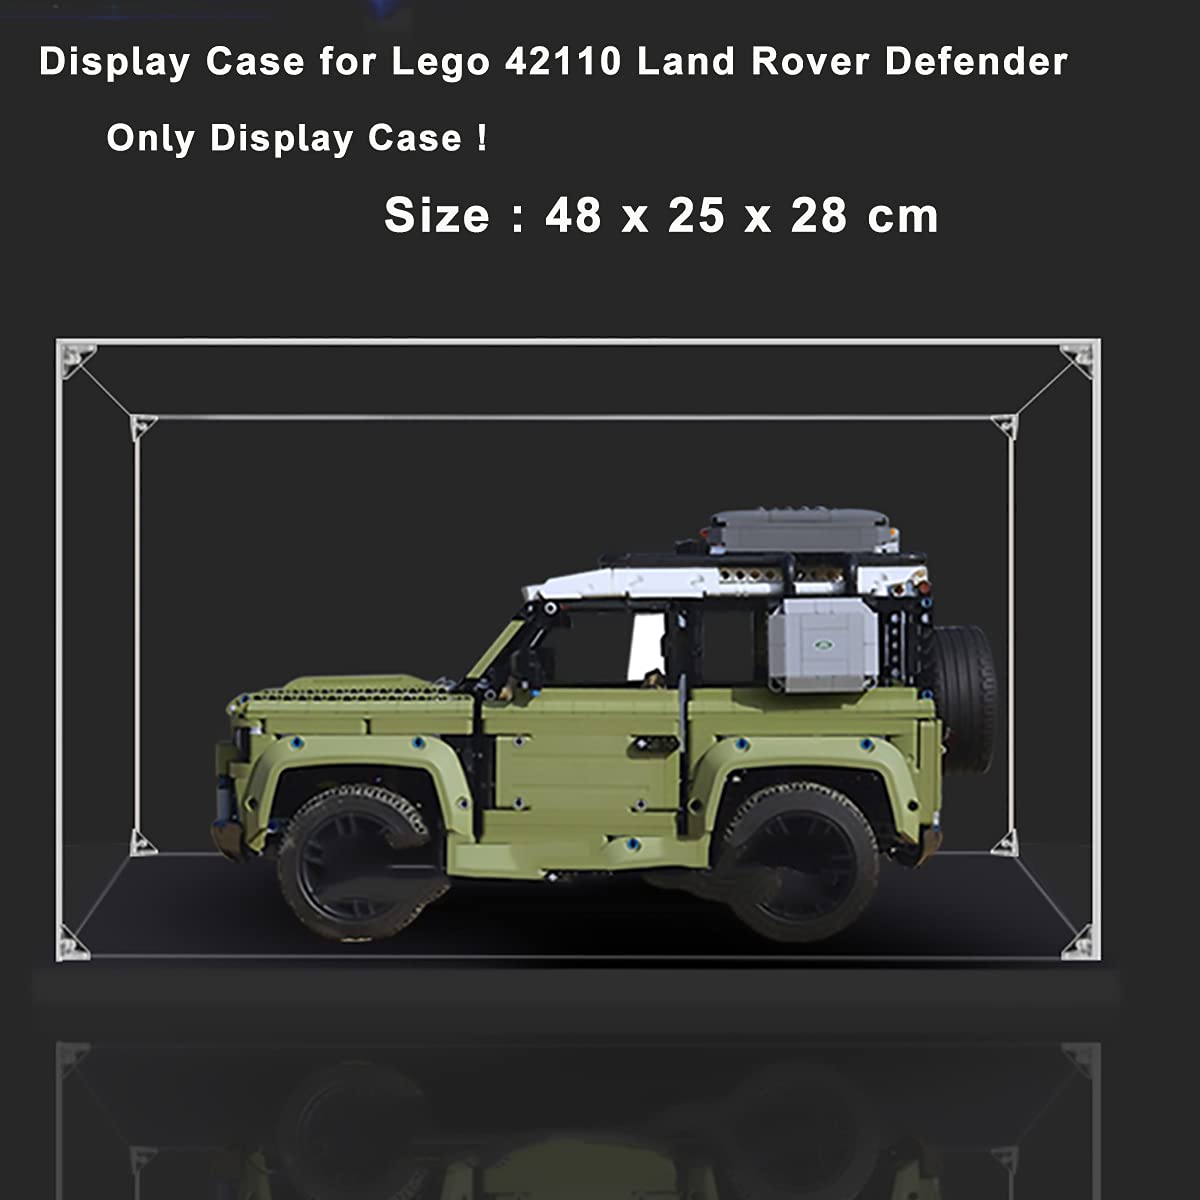 Display Case for Lego 42110 Land Rover Defender
Only Display Case !
Size : 48 x 25 x 28 cm